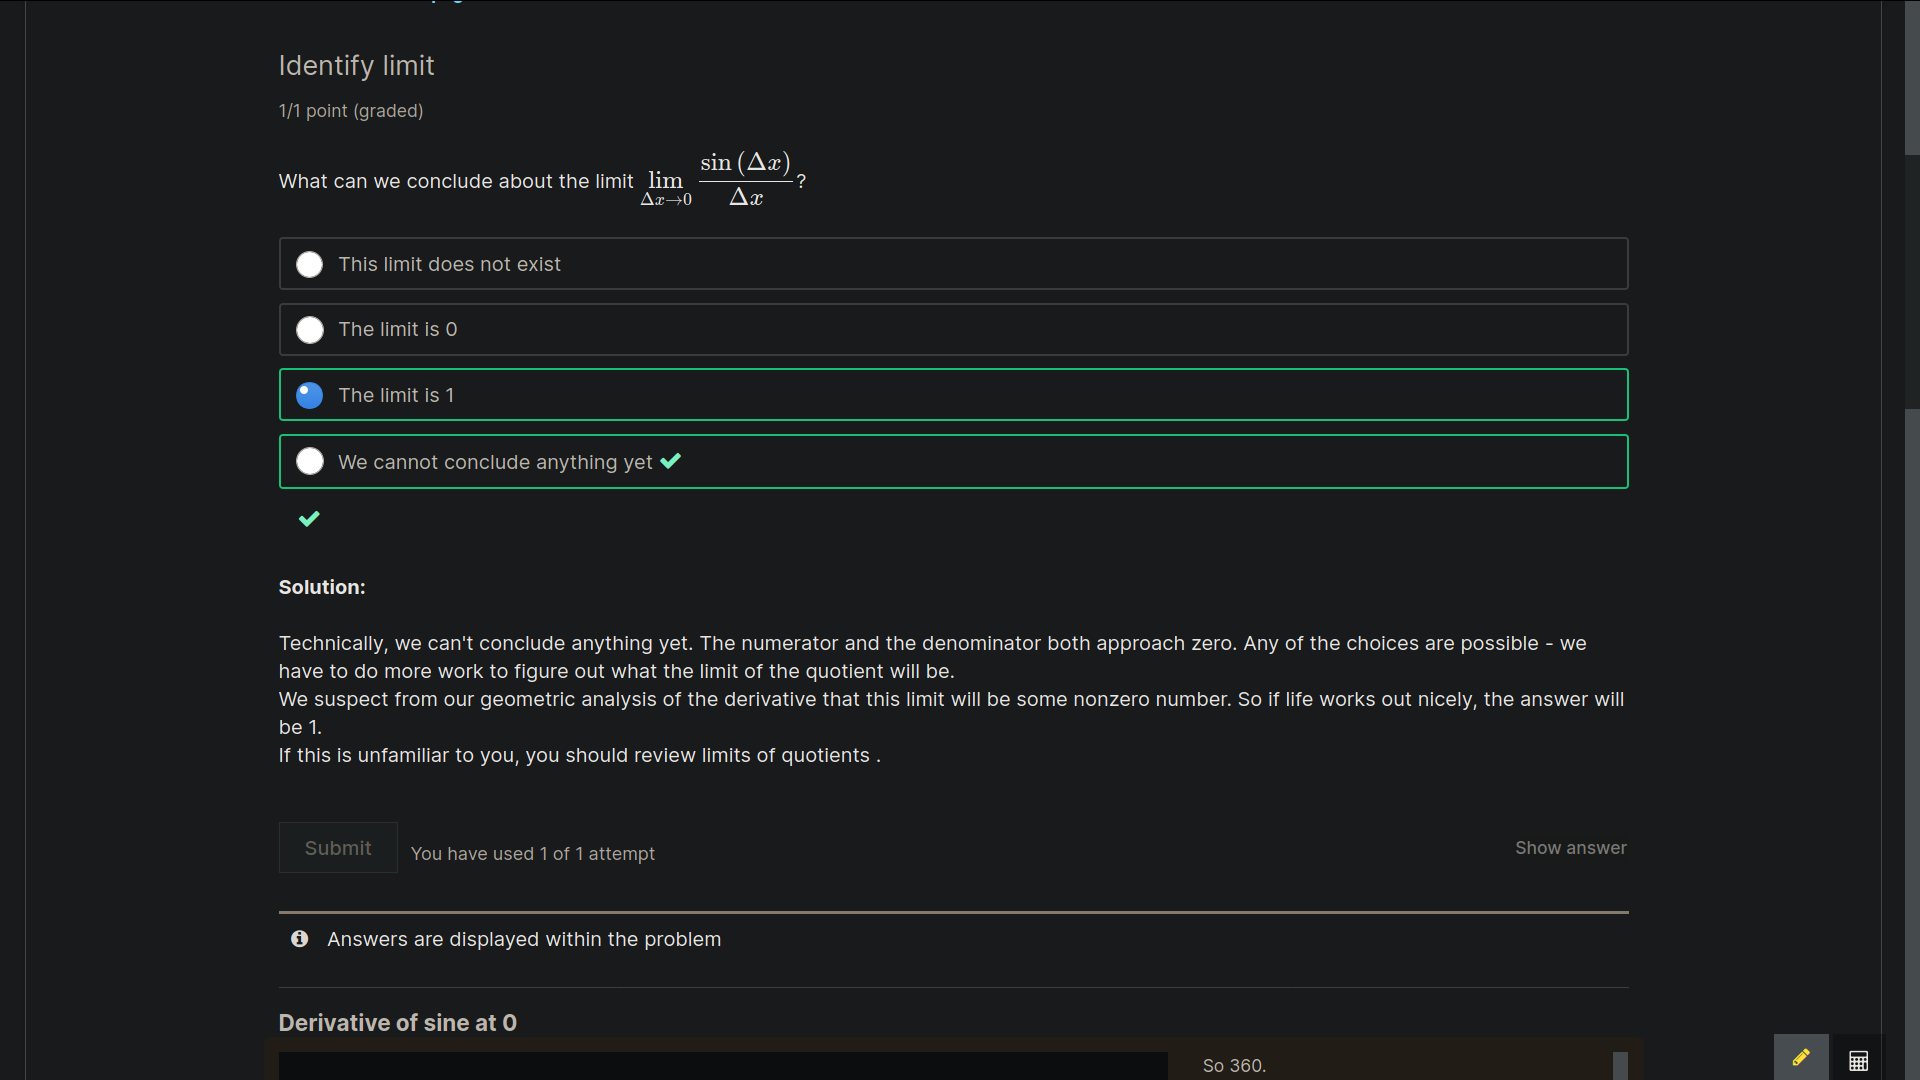 Identify limit
1/1 point (graded)
What can we conclude about the limit lim Δx→0 sin (Δx) / Δx ?
This limit does not exist
The limit is 0
The limit is 1
We cannot conclude anything yet
Solution:
Technically, we can't conclude anything yet. The numerator and the denominator both approach zero. Any of the choices are possible - we
have to do more work to figure out what the limit of the quotient will be.
We suspect from our geometric analysis of the derivative that this limit will be some nonzero number. So if life works out nicely, the answer will
be 1.
If this is unfamiliar to you, you should review limits of quotients .
Submit
You have used 1 of 1 attempt
Show answer
Answers are displayed within the problem
Derivative of sine at 0
So 360.